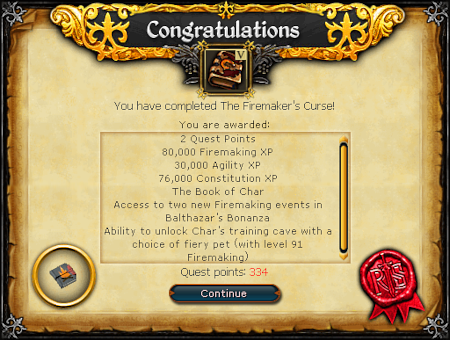 Congratulations
V
You have completed The Firemaker's Curse!
You are awarded:
2 Quest Points
80,000 Firemaking XP
30,000 Agility XP
76,000 Constitution XP
The Book of Char
Access to two new Firemaking events in
Balthazar's Bonanza
Ability to unlock Char's training cave with a
choice of fiery pet (with level 91
Firemaking)
Quest points: 334
Continue